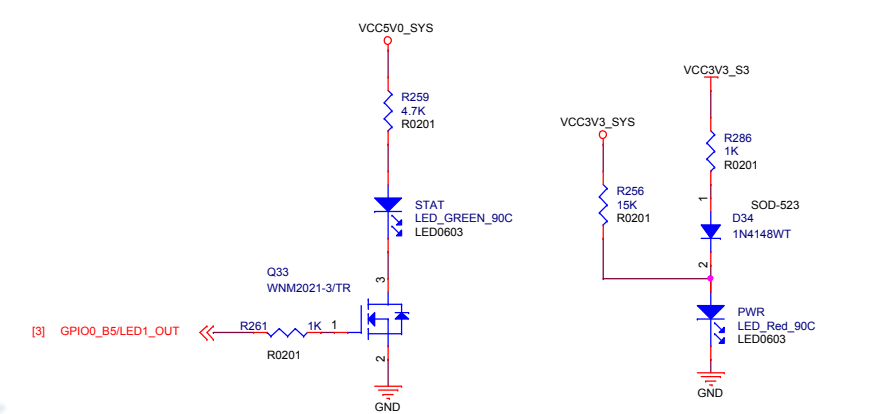 VCC5V0_SYS
R259
4.7K
R0201
STAT
LED_GREEN_90C
LED0603
Q33
WNM2021-3/TR
3
[3] GPIO0_B5/LED1_OUT
R261
1K
1
R0201
2
GND
VCC3V3_S3
VCC3V3_SYS
R286
1K
R0201
R256
15K
R0201
1
SOD-523
D34
1N4148WT
2
PWR
LED_Red_90C
LED0603
GND